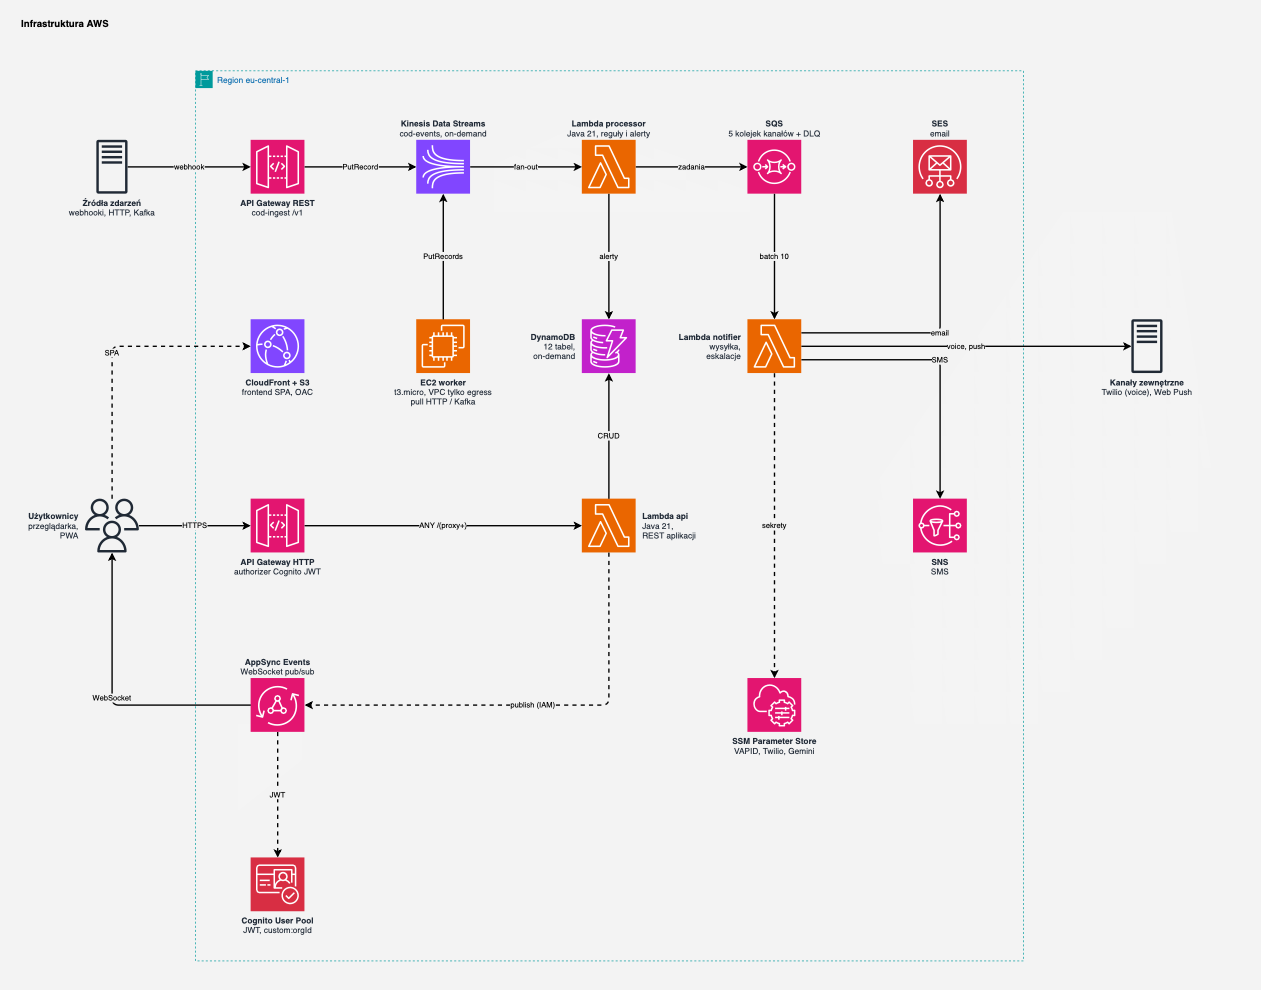 Infrastruktura AWS
Region eu-central-1
Kinesis Data Streams
cod-events, on-demand
Lambda processor
Java 21, reguły i alerty
SQS
5 kolejek kanałów + DLQ
SES
email
webhook
PutRecord
fan-out
zadania
Źródła zdarzeń
webhooki, HTTP, Kafka
API Gateway REST
cod-ingest /v1
PutRecords
alerty
batch 10
SPA
DynamoDB
12 tabel,
on-demand
Lambda notifier
wysyłka,
eskalacje
email
voice, push
SMS
CloudFront + S3
frontend SPA, OAC
EC2 worker
t3.micro, VPC tylko egress
pull HTTP / Kafka
Kanały zewnętrzne
Twilio (voice), Web Push
CRUD
Użytkownicy
przeglądarka,
PWA
HTTPS
ANY /{proxy+}
Lambda api
Java 21,
REST aplikacji
sekrety
API Gateway HTTP
authorizer Cognito JWT
SNS
SMS
AppSync Events
WebSocket pub/sub
WebSocket
publish (IAM)
SSM Parameter Store
VAPID, Twilio, Gemini
JWT
Cognito User Pool
JWT, custom:orgId